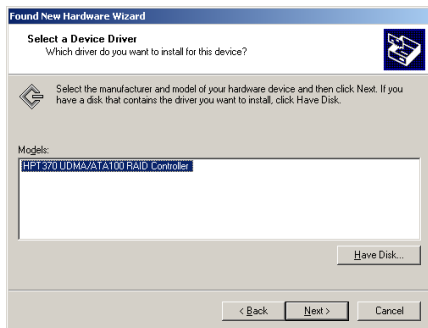 Found New Hardware Wizard
Select a Device Driver
Which driver do you want to install for this device?
Select the manufacturer and model of your hardware device and then click Next. If you
have a disk that contains the driver you want to install, click Have Disk.
Models:
HPT370 UDMA/ATA100 RAID Controller
Have Disk...
< Back
Next >
Cancel